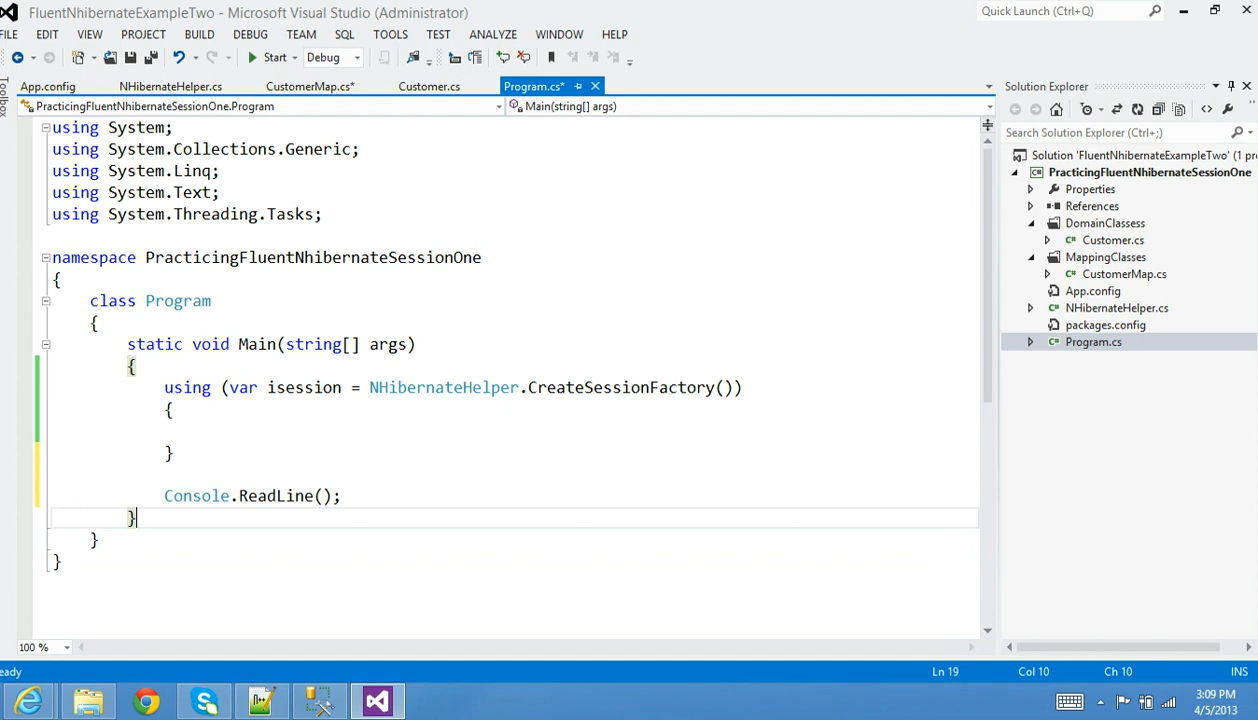 FluentNhibernateExampleTwo - Microsoft Visual Studio (Administrator)
Quick Launch (Ctrl+Q)
FILE EDIT VIEW PROJECT BUILD DEBUG TEAM SQL TOOLS TEST ANALYZE WINDOW HELP
Start Debug
App.config NHibernateHelper.cs CustomerMap.cs* Customer.cs Program.cs*
PracticingFluentNhibernateSessionOne.Program
Main(string[] args)
Toolbox
using System;
using System.Collections.Generic;
using System.Linq;
using System.Text;
using System.Threading.Tasks;
namespace PracticingFluentNhibernateSessionOne
{
class Program
{
static void Main(string[] args)
{
using (var isession = NHibernateHelper.CreateSessionFactory())
{
}
Console.ReadLine();
}
}
}
100 %
Solution Explorer
Search Solution Explorer (Ctrl+;)
Solution 'FluentNhibernateExampleTwo' (1 pr
PracticingFluentNhibernateSessionOne
Properties
References
DomainClassess
Customer.cs
MappingClasses
CustomerMap.cs
App.config
NHibernateHelper.cs
packages.config
Program.cs
eady
Ln 19
Col 10
Ch 10
INS
3:09 PM
4/5/2013